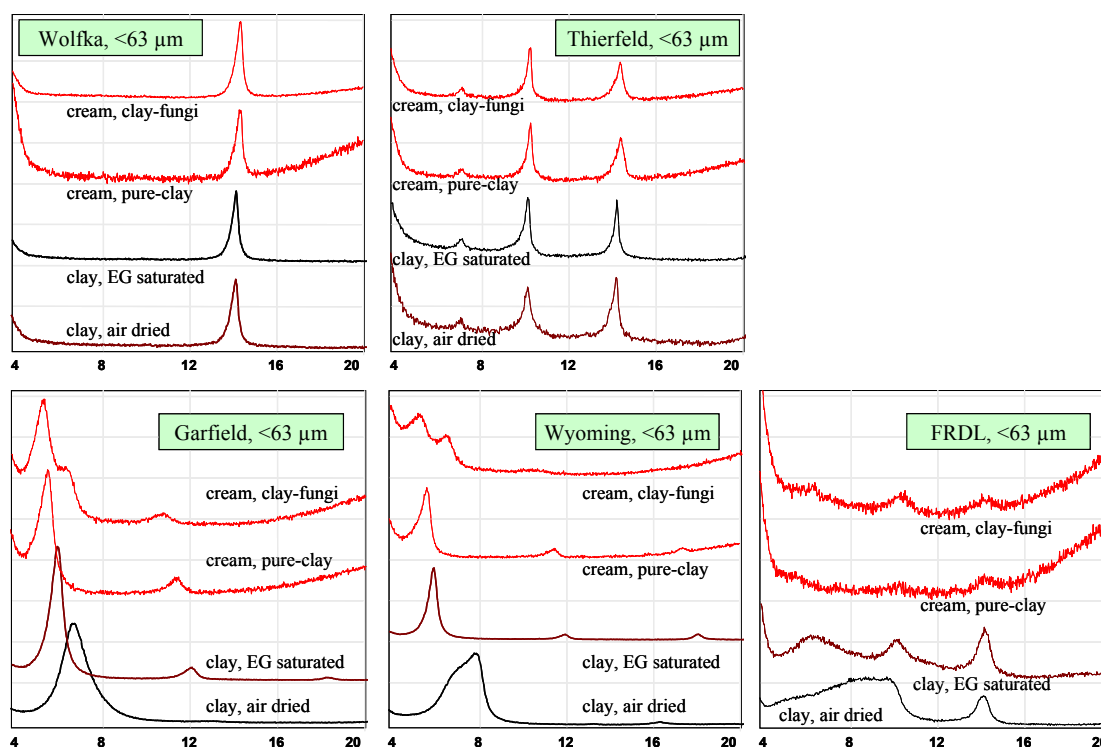 Wolfka, <63 µm
cream, clay-fungi
cream, pure-clay
clay, EG saturated
clay, air dried
4 8 12 16 20
Thierfeld, <63 µm
cream, clay-fungi
cream, pure-clay
clay, EG saturated
clay, air dried
4 8 12 16 20
Garfield, <63 µm
cream, clay-fungi
cream, pure-clay
clay, EG saturated
clay, air dried
4 8 12 16 20
Wyoming, <63 µm
cream, clay-fungi
cream, pure-clay
clay, EG saturated
clay, air dried
4 8 12 16 20
FRDL, <63 µm
cream, clay-fungi
cream, pure-clay
clay, EG saturated
clay, air dried
4 8 12 16 20